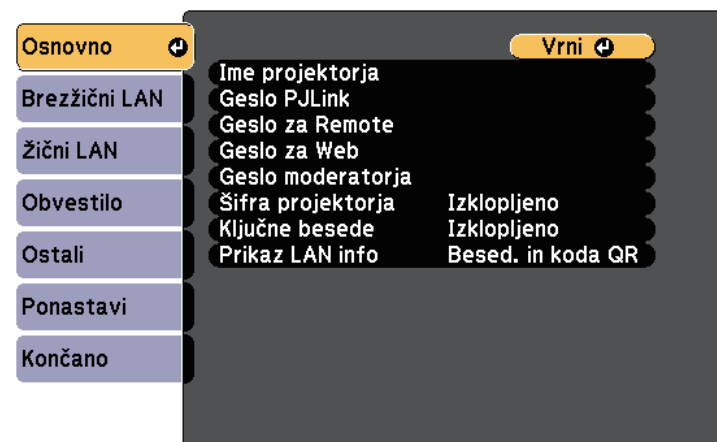 Osnovno
Brezžični LAN
Žični LAN
Obvestilo
Ostali
Ponastavi
Končano
Vrni
Ime projektorja
Geslo PJLink
Geslo za Remote
Geslo za Web
Geslo moderatorja
Šifra projektorja Izklopljeno
Ključne besede Izklopljeno
Prikaz LAN info Besed. in koda QR